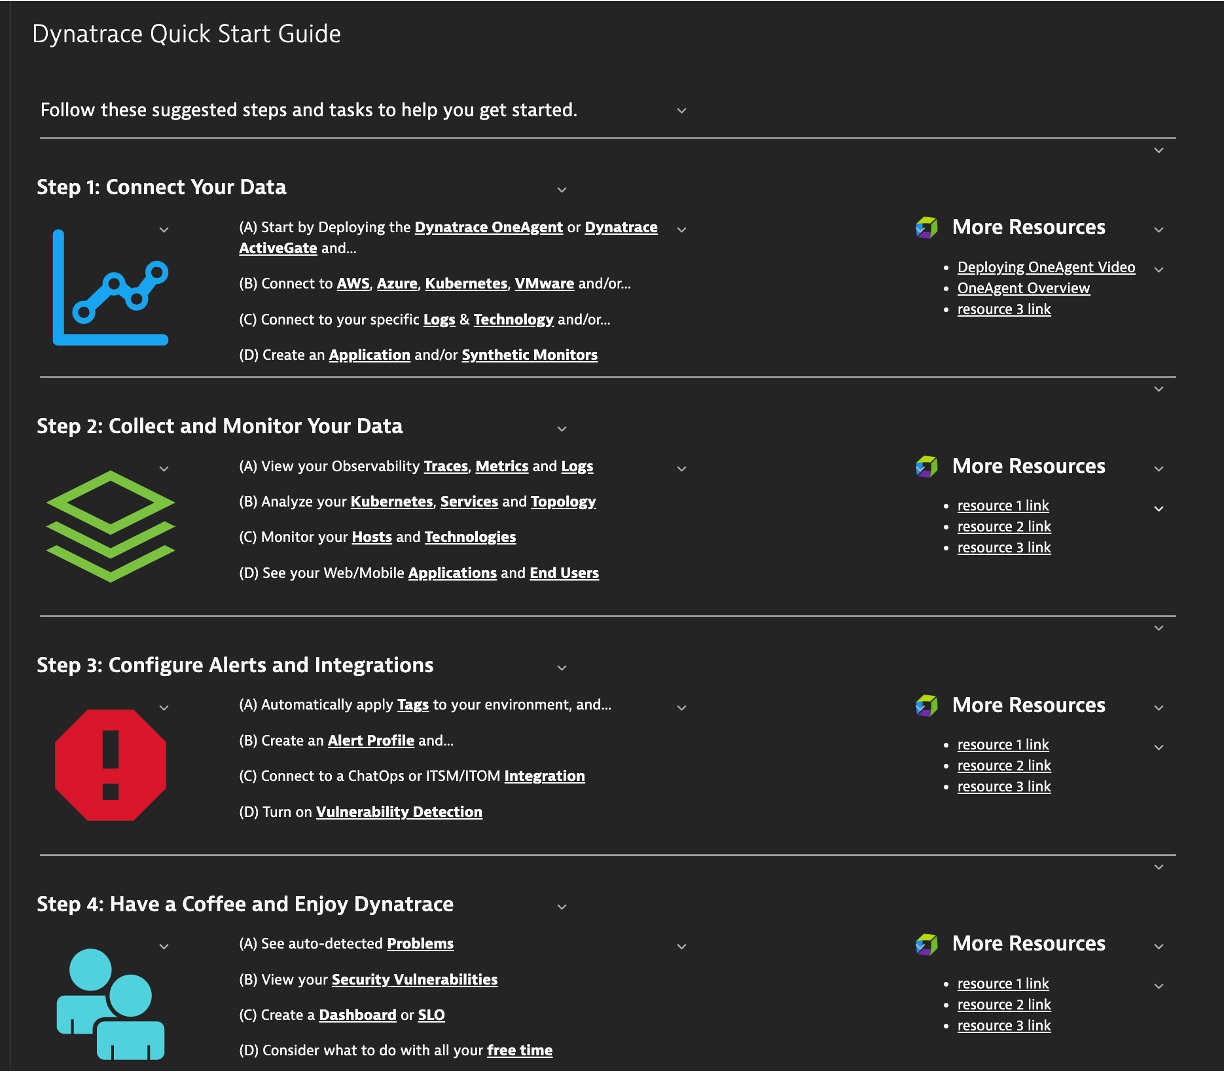 Dynatrace Quick Start Guide
Follow these suggested steps and tasks to help you get started.
Step 1: Connect Your Data
(A) Start by Deploying the Dynatrace OneAgent or Dynatrace
ActiveGate and...
(B) Connect to AWS, Azure, Kubernetes, VMware and/or...
(C) Connect to your specific Logs & Technology and/or...
(D) Create an Application and/or Synthetic Monitors
More Resources
• Deploying OneAgent Video
• OneAgent Overview
• resource 3 link
Step 2: Collect and Monitor Your Data
(A) View your Observability Traces, Metrics and Logs
(B) Analyze your Kubernetes, Services and Topology
(C) Monitor your Hosts and Technologies
(D) See your Web/Mobile Applications and End Users
More Resources
• resource 1 link
• resource 2 link
• resource 3 link
Step 3: Configure Alerts and Integrations
(A) Automatically apply Tags to your environment, and...
(B) Create an Alert Profile and...
(C) Connect to a ChatOps or ITSM/ITOM Integration
(D) Turn on Vulnerability Detection
More Resources
• resource 1 link
• resource 2 link
• resource 3 link
Step 4: Have a Coffee and Enjoy Dynatrace
(A) See auto-detected Problems
(B) View your Security Vulnerabilities
(C) Create a Dashboard or SLO
(D) Consider what to do with all your free time
More Resources
• resource 1 link
• resource 2 link
• resource 3 link